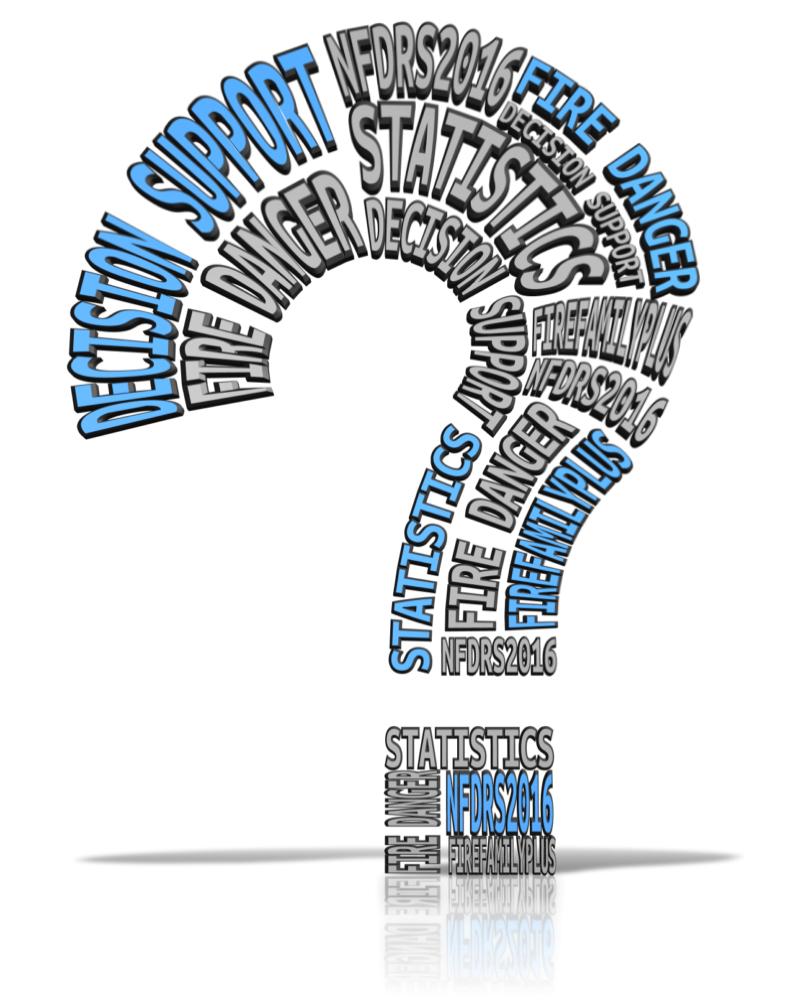 DECISION SUPPORT
NFDRS2016
FIRE DANGER
FIRE DANGER
STATISTICS
DECISION SUPPORT
DECISION SUPPORT
FIREFAMILYPLUS
NFDRS2016
STATISTICS
FIRE DANGER
FIREFAMILYPLUS
NFDRS2016
STATISTICS
FIRE DANGER
NFDRS2016
FIREFAMILYPLUS